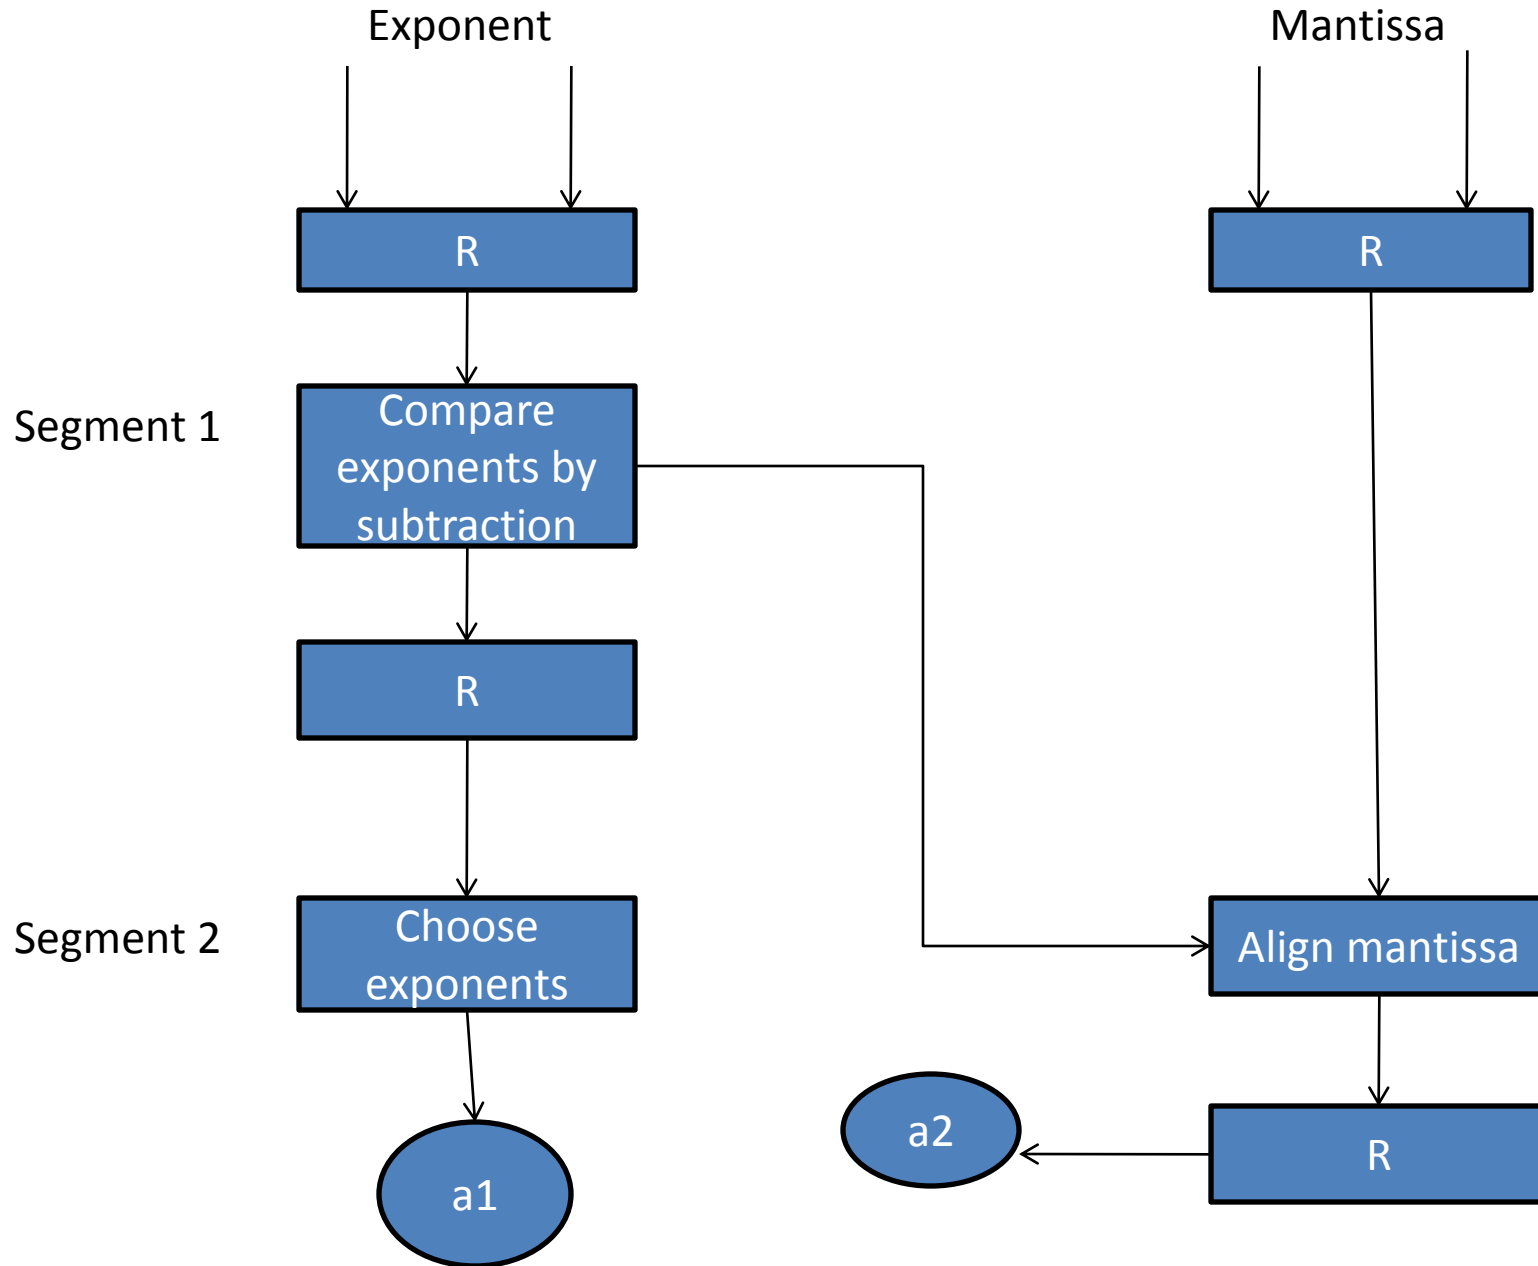 Exponent
Mantissa
R
R
Segment 1
Compare
exponents by
subtraction
R
Segment 2
Choose
exponents
Align mantissa
a1
a2
R